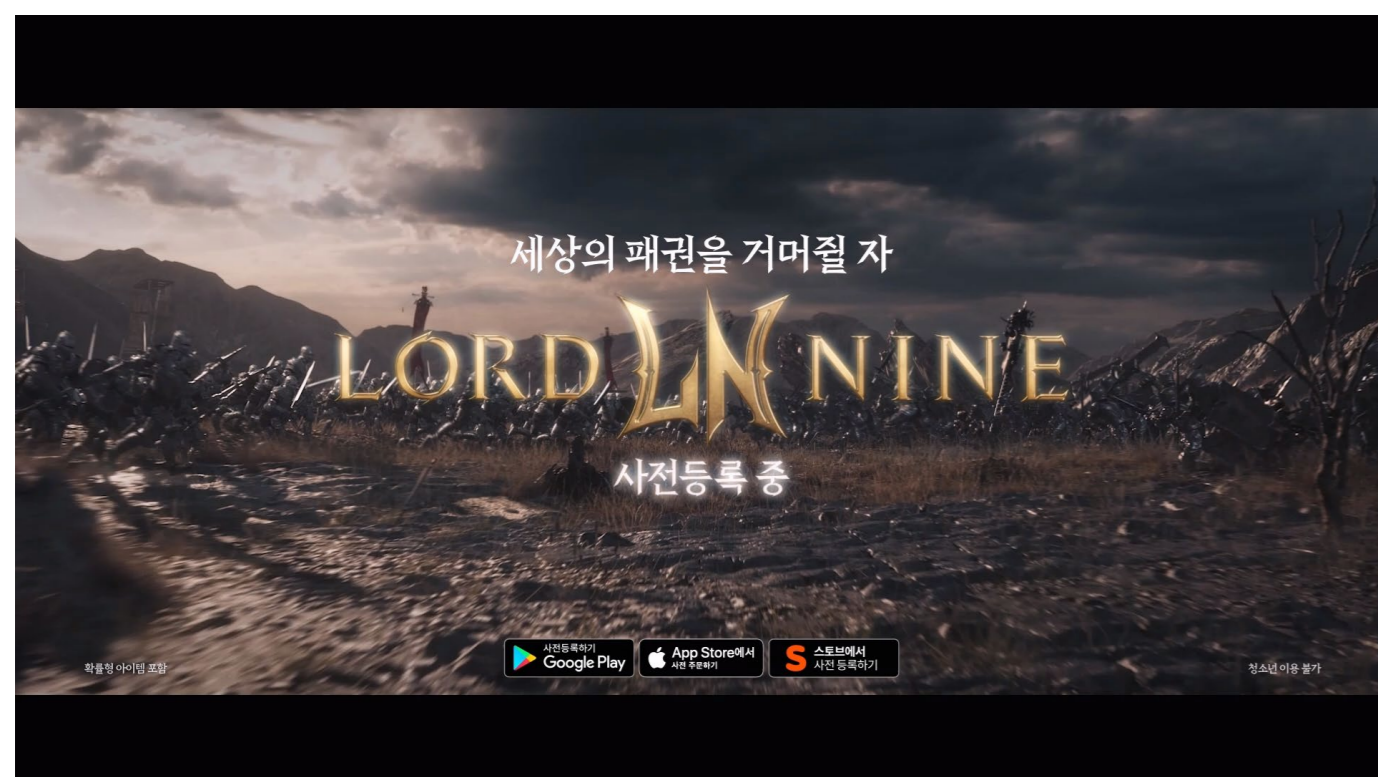 세상의 패권을 거머쥘 자
LORD LN NINE
사전등록 중
사전등록하기
Google Play
App Store에서
사전 주문하기
S 스토브에서
사전 등록하기
확률형 아이템 포함
청소년 이용 불가